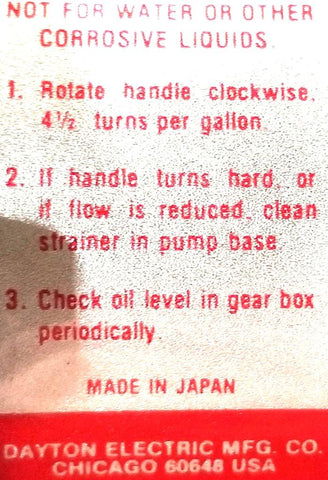 NOT FOR WATER OR OTHER
CORROSIVE LIQUIDS.
1. Rotate handle clockwise.
4½ turns per gallon.
2. If handle turns hard, or
if flow is reduced, clean
strainer in pump base.
3. Check oil level in gear box
periodically.
MADE IN JAPAN
DAYTON ELECTRIC MFG. CO.
CHICAGO 60648 USA